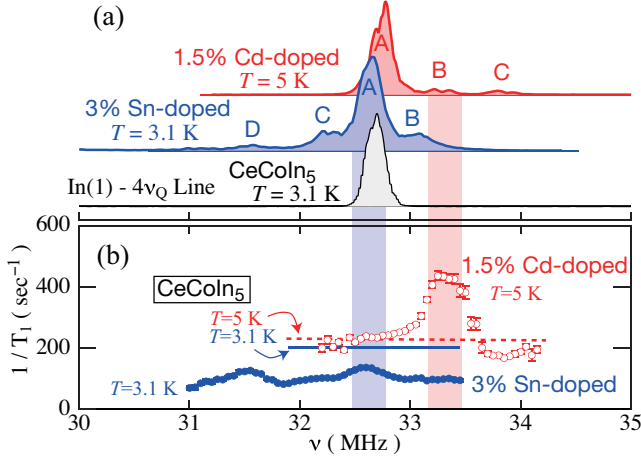 (a)
A
1.5% Cd-doped
T = 5 K
B
C
3% Sn-doped
T = 3.1 K
D
C
A
B
CeCoIn5
T = 3.1 K
In(1) - 4νQ Line
(b)
600
400
200
0
1 / T1 ( sec−1 )
CeCoIn5
T=5 K
T=3.1 K
1.5% Cd-doped
T=5 K
T=3.1 K
3% Sn-doped
30
31
32
33
34
35
ν ( MHz )